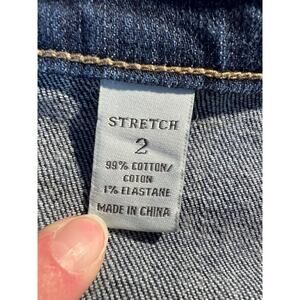 STRETCH
2
99% COTTON/
COTON
1% ELASTANE
MADE IN CHINA